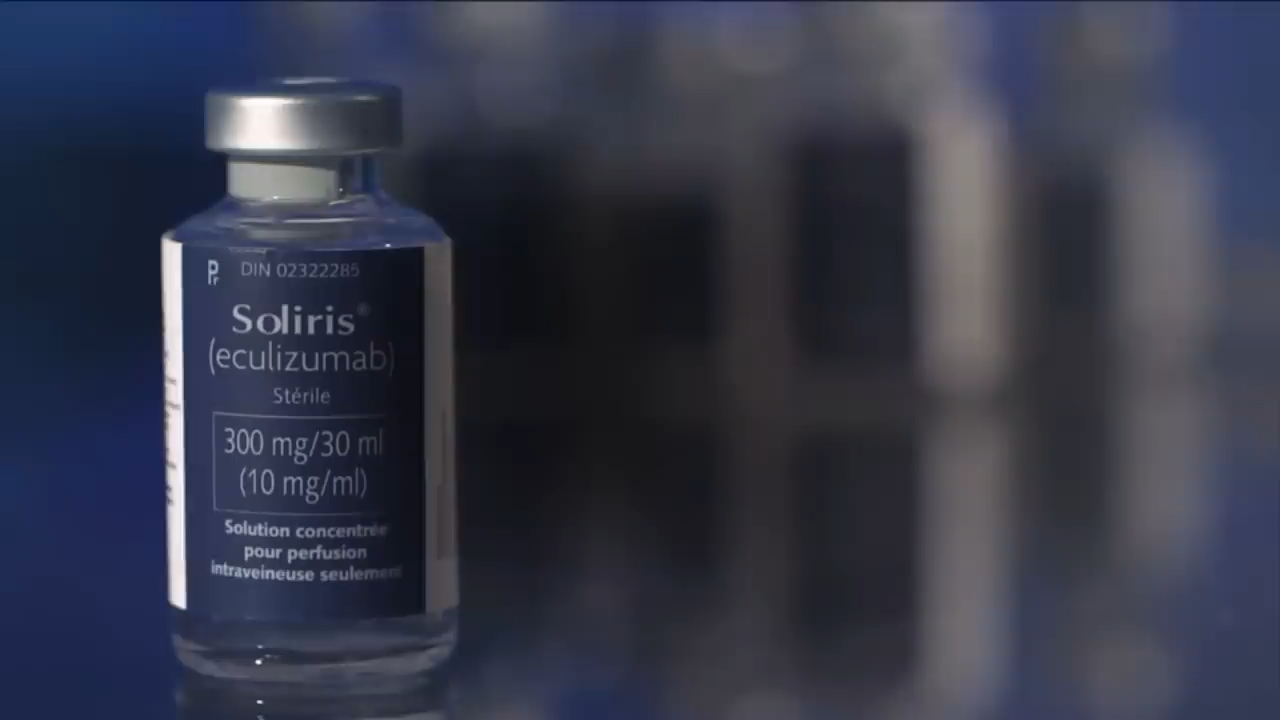 Pr DIN 02322285
Soliris®
(eculizumab)
Stérile
300 mg/30 ml
(10 mg/ml)
Solution concentrée
pour perfusion
intraveineuse seulement